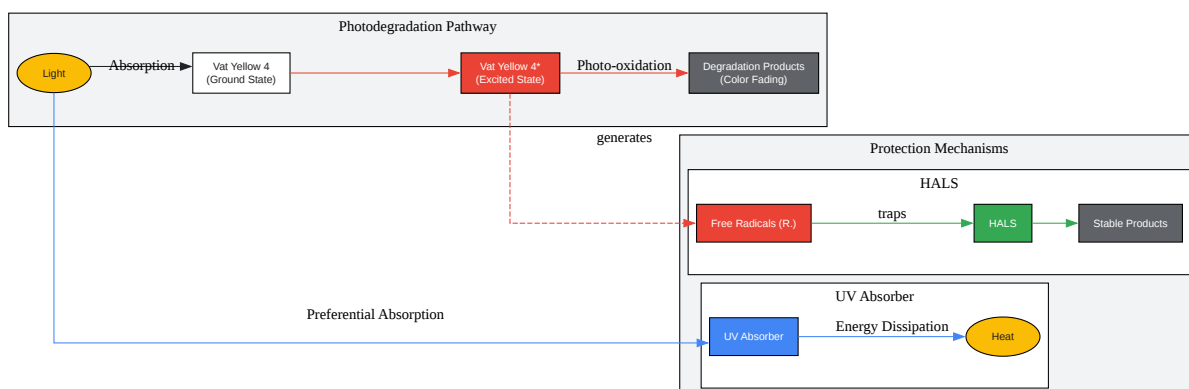 Photodegradation Pathway
Light
Absorption
Vat Yellow 4
(Ground State)
Vat Yellow 4*
(Excited State)
Photo-oxidation
Degradation Products
(Color Fading)
generates
Protection Mechanisms
HALS
Free Radicals (R.)
traps
HALS
Stable Products
Preferential Absorption
UV Absorber
UV Absorber
Energy Dissipation
Heat